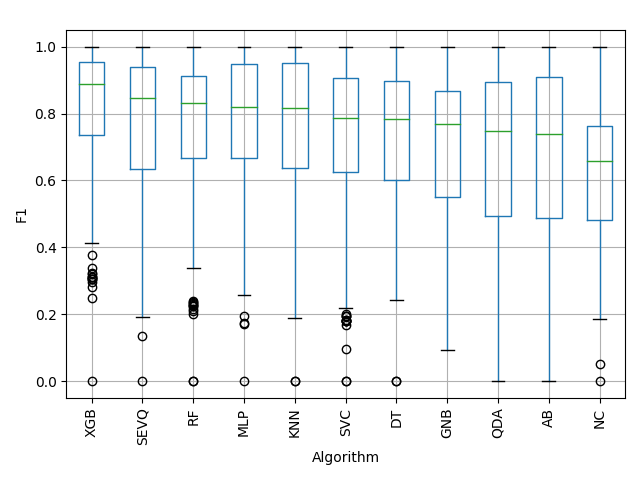 1.0
0.8
0.6
0.4
0.2
0.0
F1
XGB
SEVQ
RF
MLP
KNN
SVC
DT
GNB
QDA
AB
NC
Algorithm